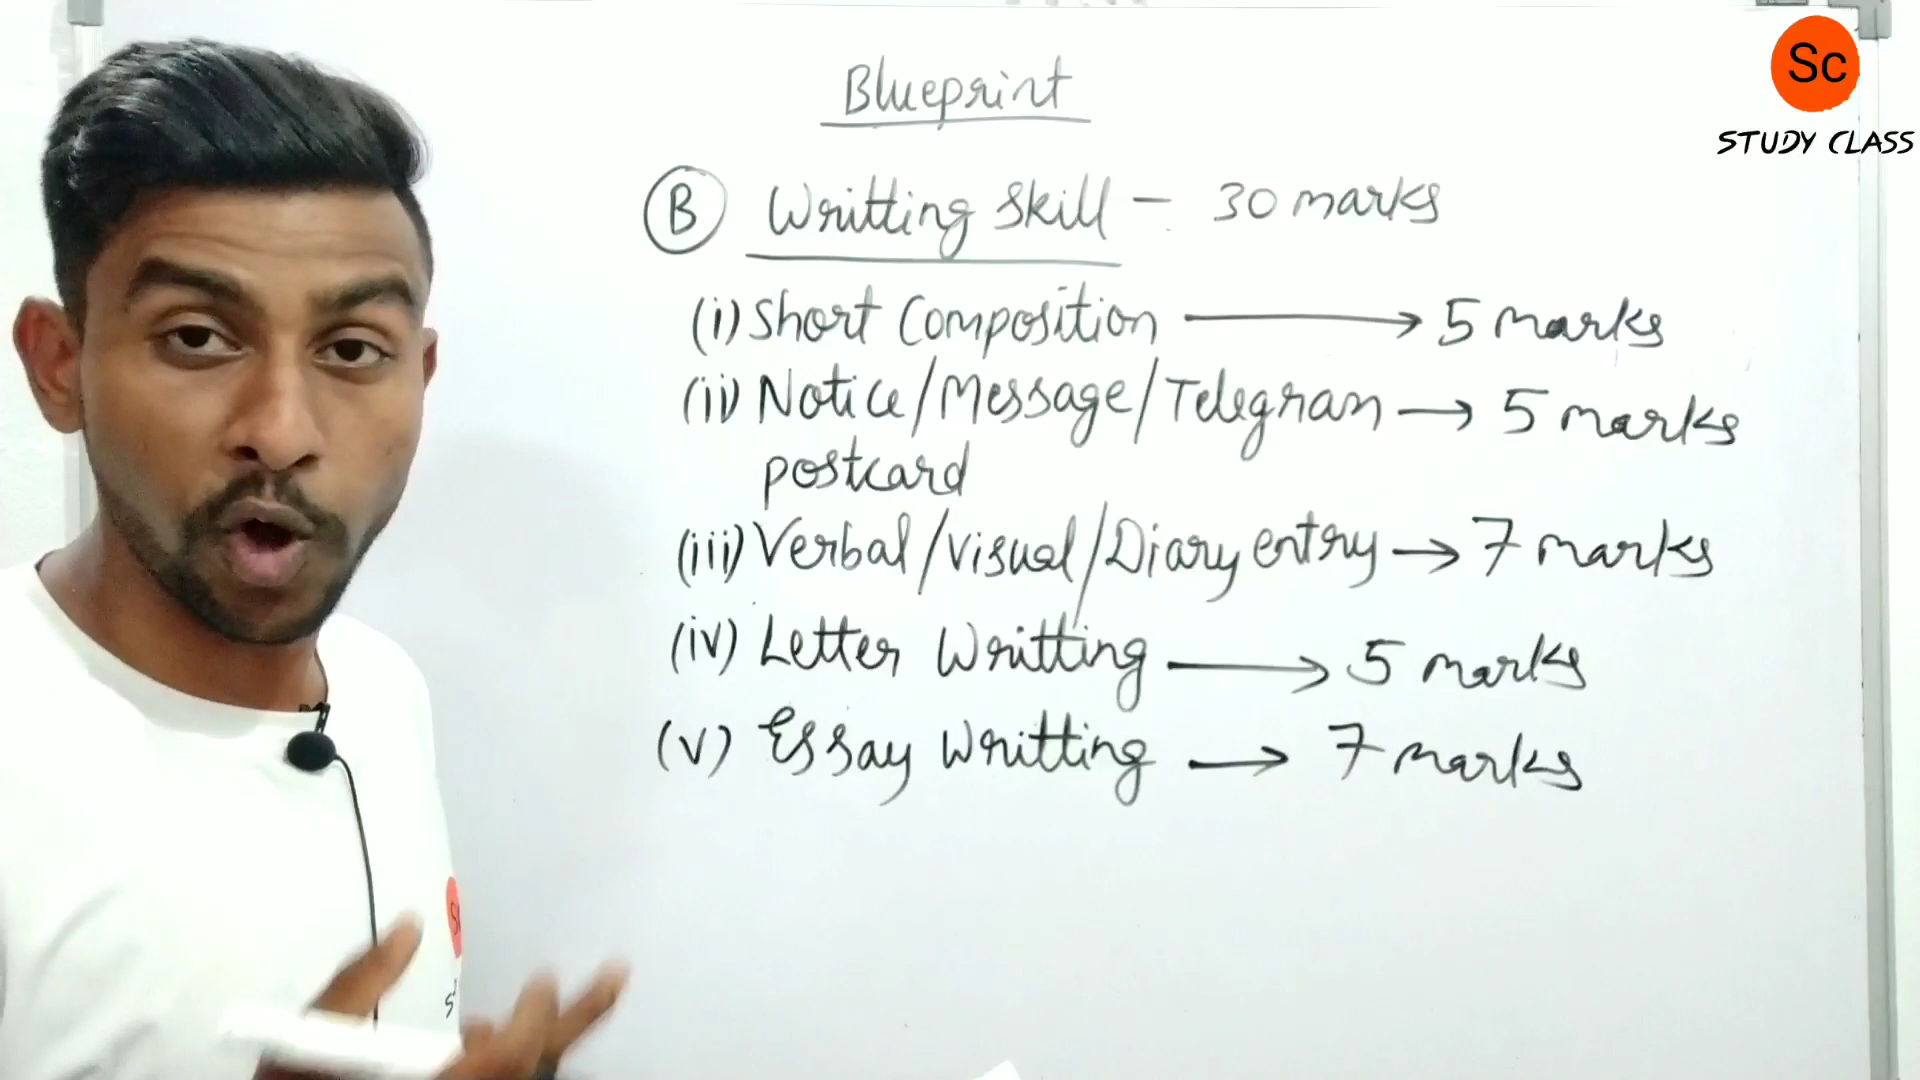 Blueprint
Sc
STUDY CLASS
(B) Writting Skill - 30 marks
(i) Short Composition → 5 marks
(ii) Notice/Message/Telegram → 5 marks
postcard
(iii) Verbal/Visual/Diary entry → 7 marks
(iv) Letter Writting → 5 marks
(v) Essay Writting → 7 marks